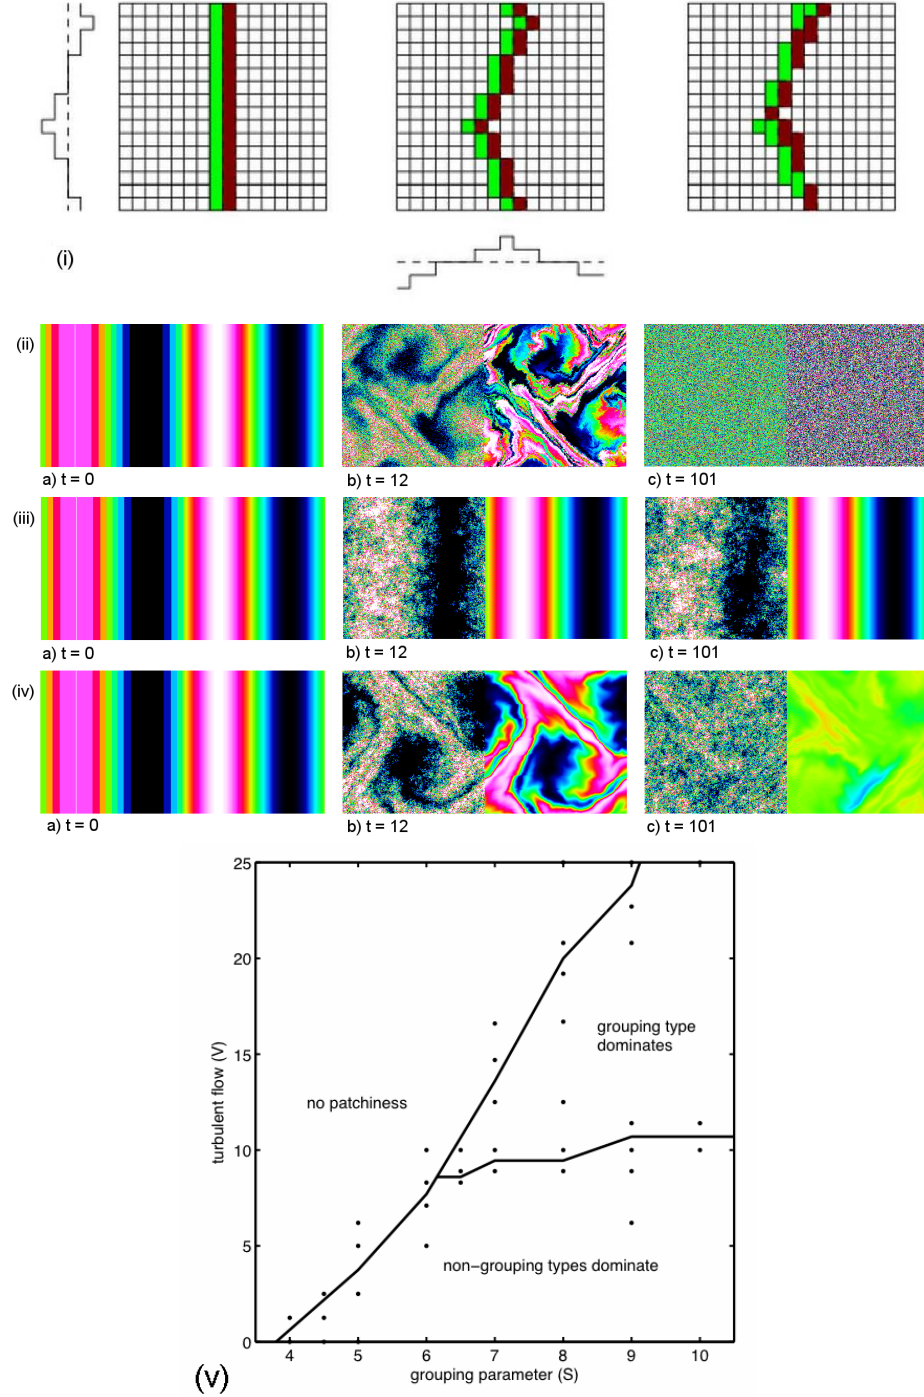 (i)
(ii)
a) t = 0
b) t = 12
c) t = 101
(iii)
a) t = 0
b) t = 12
c) t = 101
(iv)
a) t = 0
b) t = 12
c) t = 101
25
20
15
10
5
0
turbulent flow (V)
grouping type
dominates
no patchiness
non−grouping types dominate
4 5 6 7 8 9 10
grouping parameter (S)
(v)